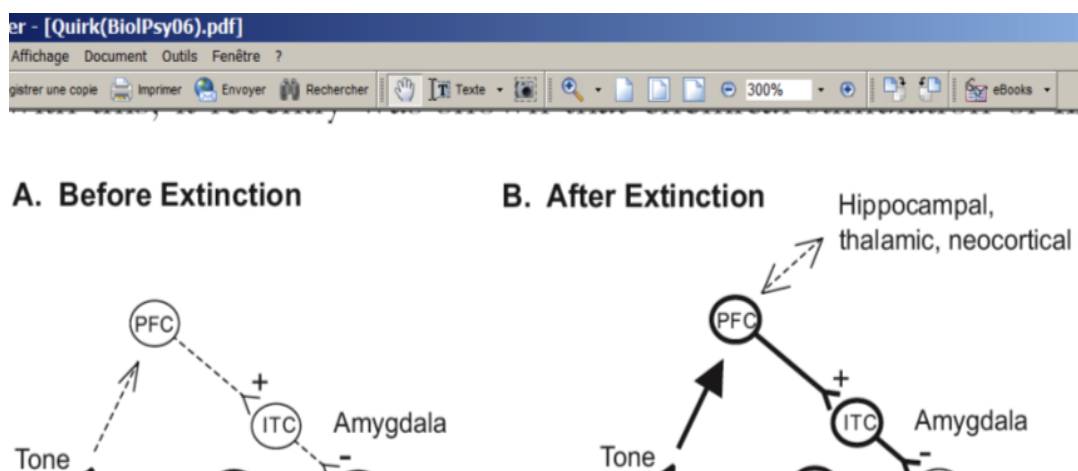 er - [Quirk(BiolPsy06).pdf]
Affichage Document Outils Fenêtre ?
gistrer une copie Imprimer Envoyer Rechercher Texte 300% eBooks
A. Before Extinction
B. After Extinction
Hippocampal,
thalamic, neocortical
PFC
PFC
+
+
ITC
Amygdala
ITC
Amygdala
Tone
-
Tone
-